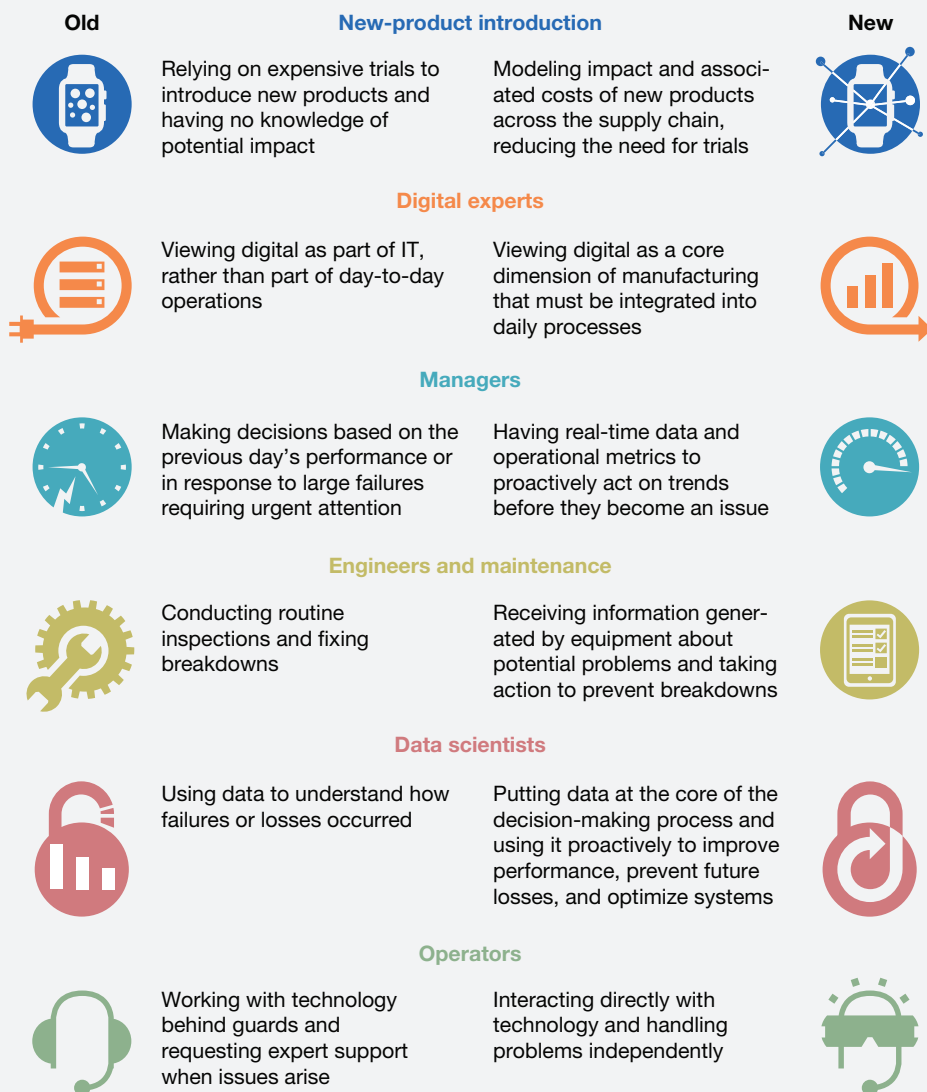 Old
New-product introduction
New
Relying on expensive trials to
introduce new products and
having no knowledge of
potential impact
Modeling impact and associ-
ated costs of new products
across the supply chain,
reducing the need for trials
Digital experts
Viewing digital as part of IT,
rather than part of day-to-day
operations
Viewing digital as a core
dimension of manufacturing
that must be integrated into
daily processes
Managers
Making decisions based on the
previous day’s performance or
in response to large failures
requiring urgent attention
Having real-time data and
operational metrics to
proactively act on trends
before they become an issue
Engineers and maintenance
Conducting routine
inspections and fixing
breakdowns
Receiving information gener-
ated by equipment about
potential problems and taking
action to prevent breakdowns
Data scientists
Using data to understand how
failures or losses occurred
Putting data at the core of the
decision-making process and
using it proactively to improve
performance, prevent future
losses, and optimize systems
Operators
Working with technology
behind guards and
requesting expert support
when issues arise
Interacting directly with
technology and handling
problems independently